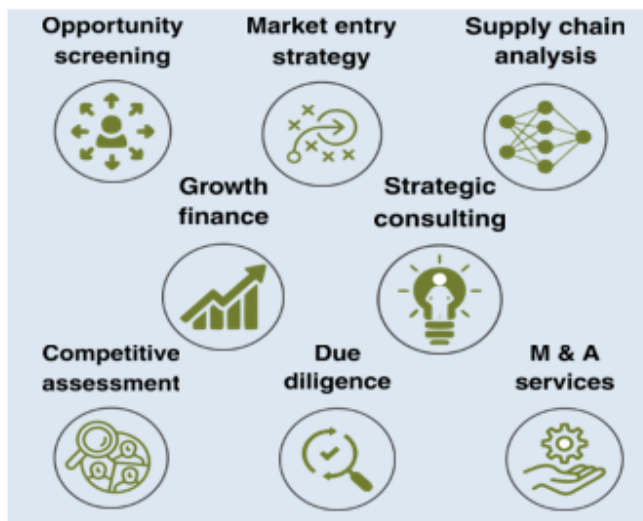 Opportunity
screening
Market entry
strategy
Supply chain
analysis
Growth
finance
Strategic
consulting
Competitive
assessment
Due
diligence
M & A
services